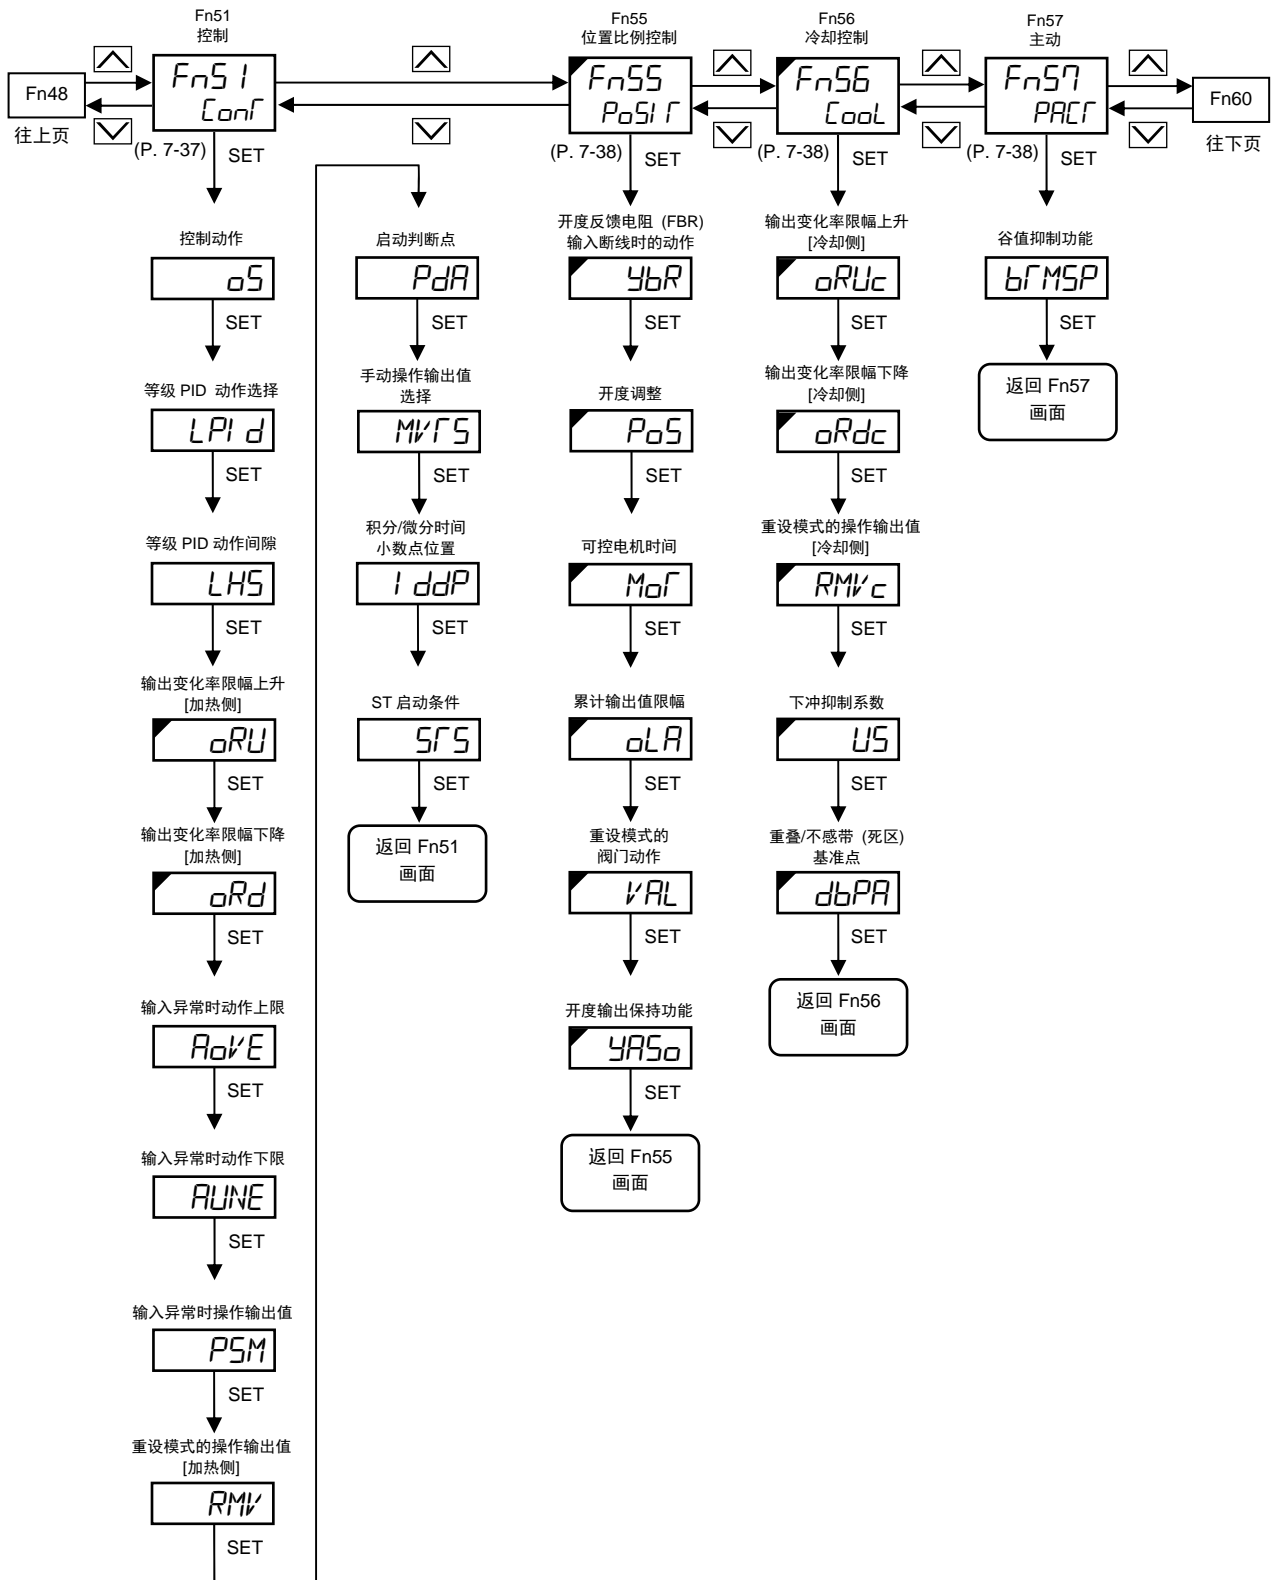 Fn51
控制
Fn55
位置比例控制
Fn56
冷却控制
Fn57
主动
Fn48
往上页
Fn51
Cont
Fn55
PoSIT
Fn56
CooL
Fn57
PACT
Fn60
往下页
(P. 7-37)
SET
(P. 7-38)
SET
(P. 7-38)
SET
(P. 7-38)
SET
控制动作
oS
SET
等级 PID 动作选择
LPId
SET
等级 PID 动作间隙
LHS
SET
输出变化率限幅上升
[加热侧]
oRU
SET
输出变化率限幅下降
[加热侧]
oRd
SET
输入异常时动作上限
AoVE
SET
输入异常时动作下限
AUNE
SET
输入异常时操作输出值
PSM
SET
重设模式的操作输出值
[加热侧]
RMV
SET
启动判断点
PdA
SET
手动操作输出值
选择
MVTS
SET
积分/微分时间
小数点位置
IddP
SET
ST 启动条件
STS
SET
返回 Fn51
画面
开度反馈电阻 (FBR)
输入断线时的动作
YbR
SET
开度调整
PoS
SET
可控电机时间
MoT
SET
累计输出值限幅
oLA
SET
重设模式的
阀门动作
VAL
SET
开度输出保持功能
YASo
SET
返回 Fn55
画面
输出变化率限幅上升
[冷却侧]
oRUc
SET
输出变化率限幅下降
[冷却侧]
oRdc
SET
重设模式的操作输出值
[冷却侧]
RMVc
SET
下冲抑制系数
US
SET
重叠/不感带 (死区)
基准点
dbPA
SET
返回 Fn56
画面
谷值抑制功能
bTMSP
SET
返回 Fn57
画面